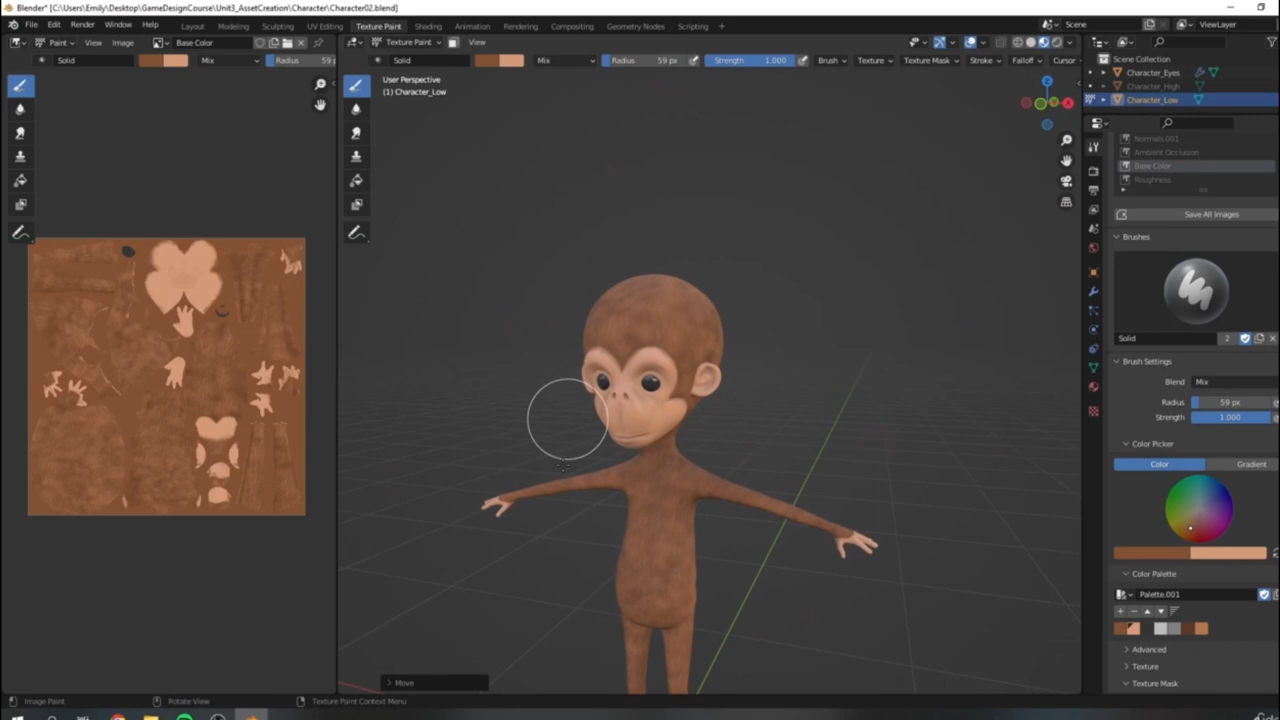 Blender* [C:\Users\Emily\Desktop\GameDesignCourse\Unit3_AssetCreation\Character\Character02.blend]
File Edit Render Window Help Layout Modeling Sculpting UV Editing Texture Paint Shading Animation Rendering Compositing Geometry Nodes Scripting Scene ViewLayer
Paint View Image Base Color Texture Paint View
Solid Mix Radius 59 p Solid Mix Radius 59 px Strength 1.000 Brush Texture Texture Mask Stroke Falloff Cursor
User Perspective
(1) Character_Low
Z
X
Move
Scene Collection
Character_Eyes
Character_High
Character_Low
Normals.001
Ambient Occlusion
Base Color
Roughness
Save All Images
Brushes
Solid 2
Brush Settings
Blend Mix
Radius 59 px
Strength 1.000
Color Picker
Color Gradient
Color Palette
Palette.001
Advanced
Texture
Texture Mask
Image Paint Rotate View Texture Paint Context Menu